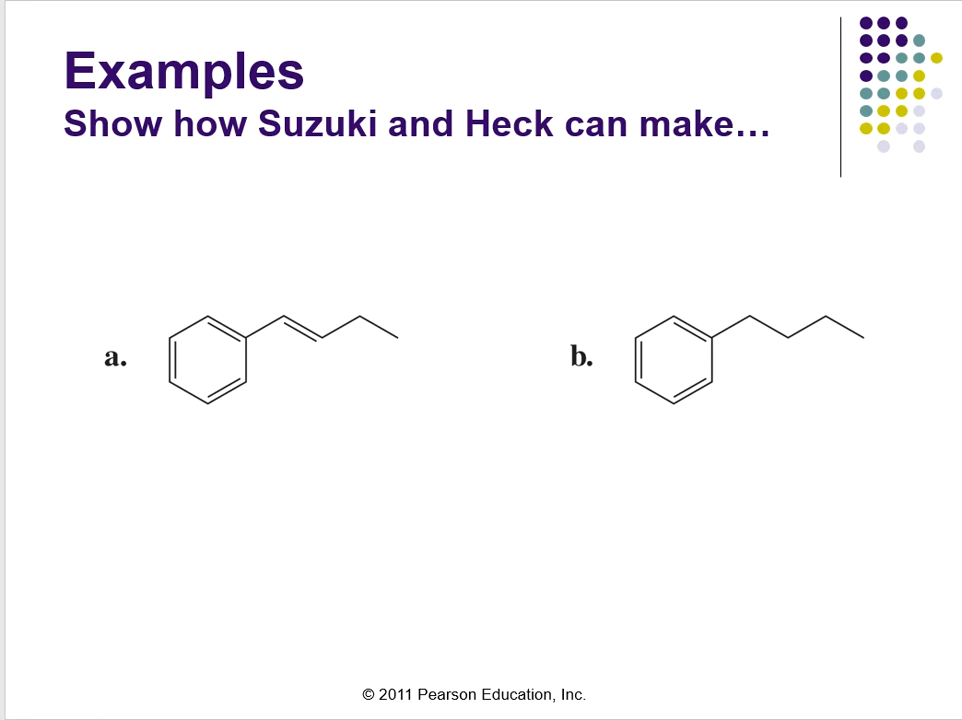 Examples
Show how Suzuki and Heck can make…
a.
b.
© 2011 Pearson Education, Inc.